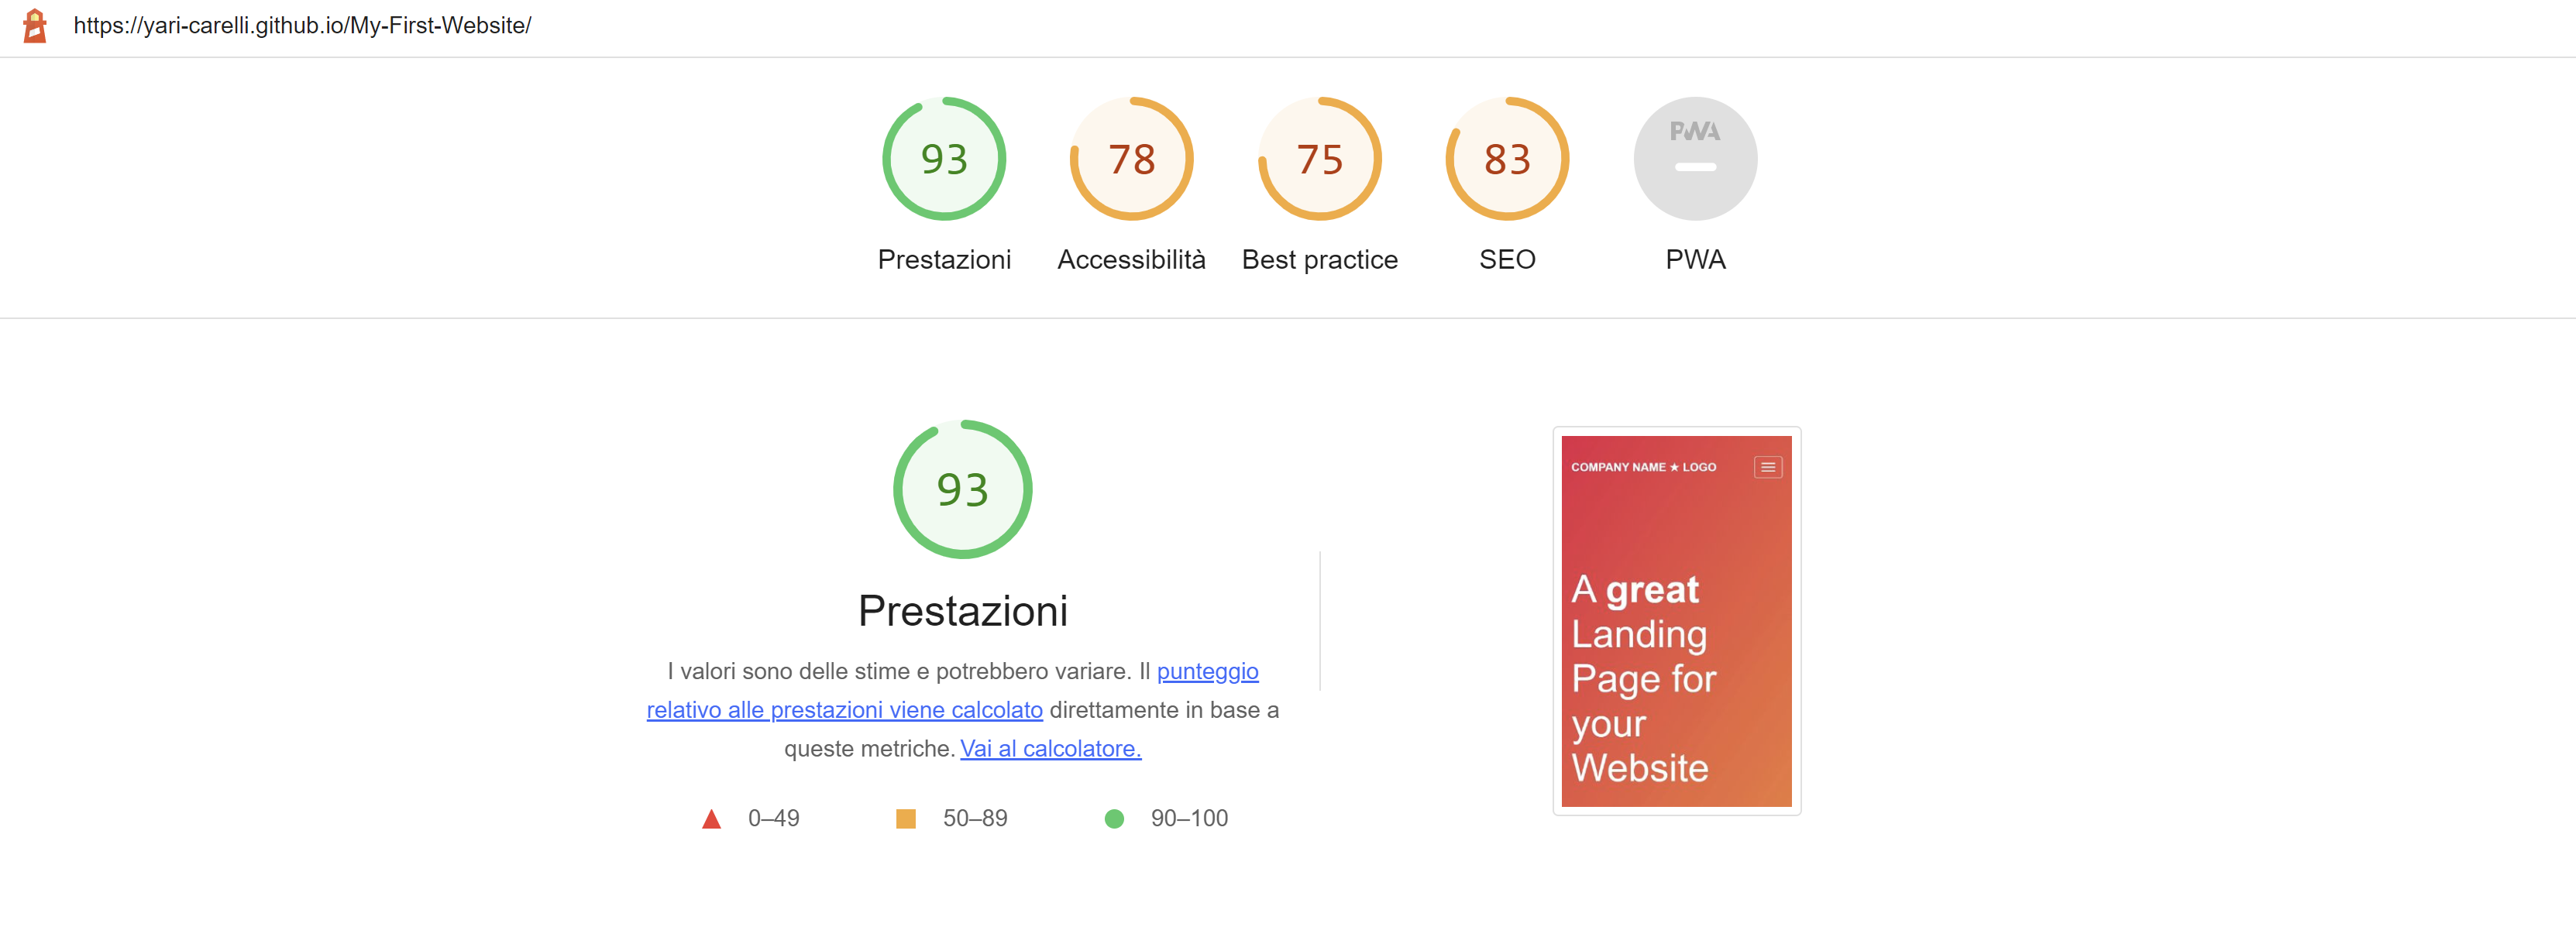 https://yari-carelli.github.io/My-First-Website/
93
78
75
83
PWA
Prestazioni
Accessibilità
Best practice
SEO
PWA
93
Prestazioni
I valori sono delle stime e potrebbero variare. Il punteggio
relativo alle prestazioni viene calcolato direttamente in base a
queste metriche. Vai al calcolatore.
0–49
50–89
90–100
COMPANY NAME ★ LOGO
A great
Landing
Page for
your
Website